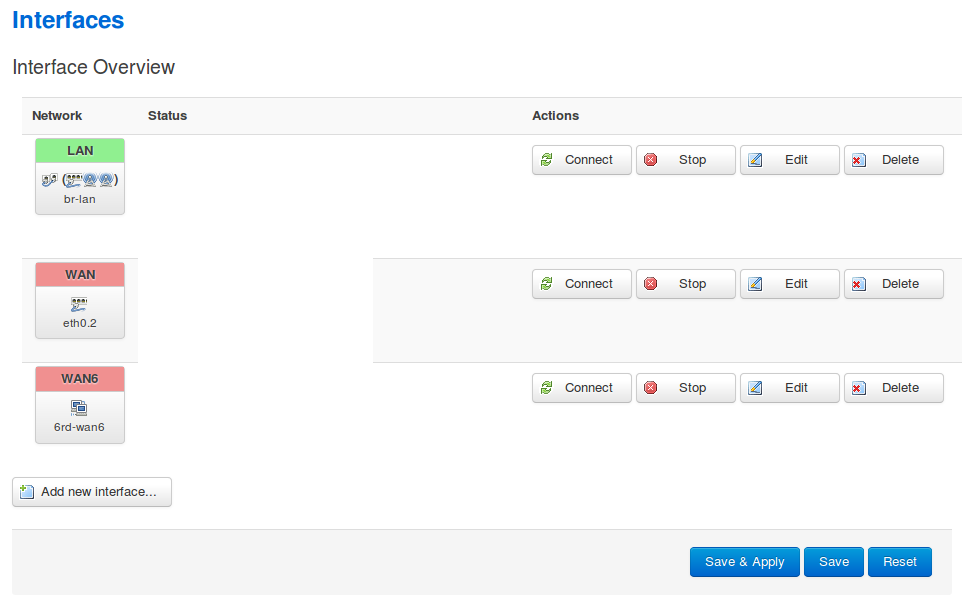 Interfaces
Interface Overview
Network Status Actions
LAN
Connect Stop Edit Delete
( )
br-lan
WAN
Connect Stop Edit Delete
eth0.2
WAN6
Connect Stop Edit Delete
6rd-wan6
Add new interface...
Save & Apply Save Reset